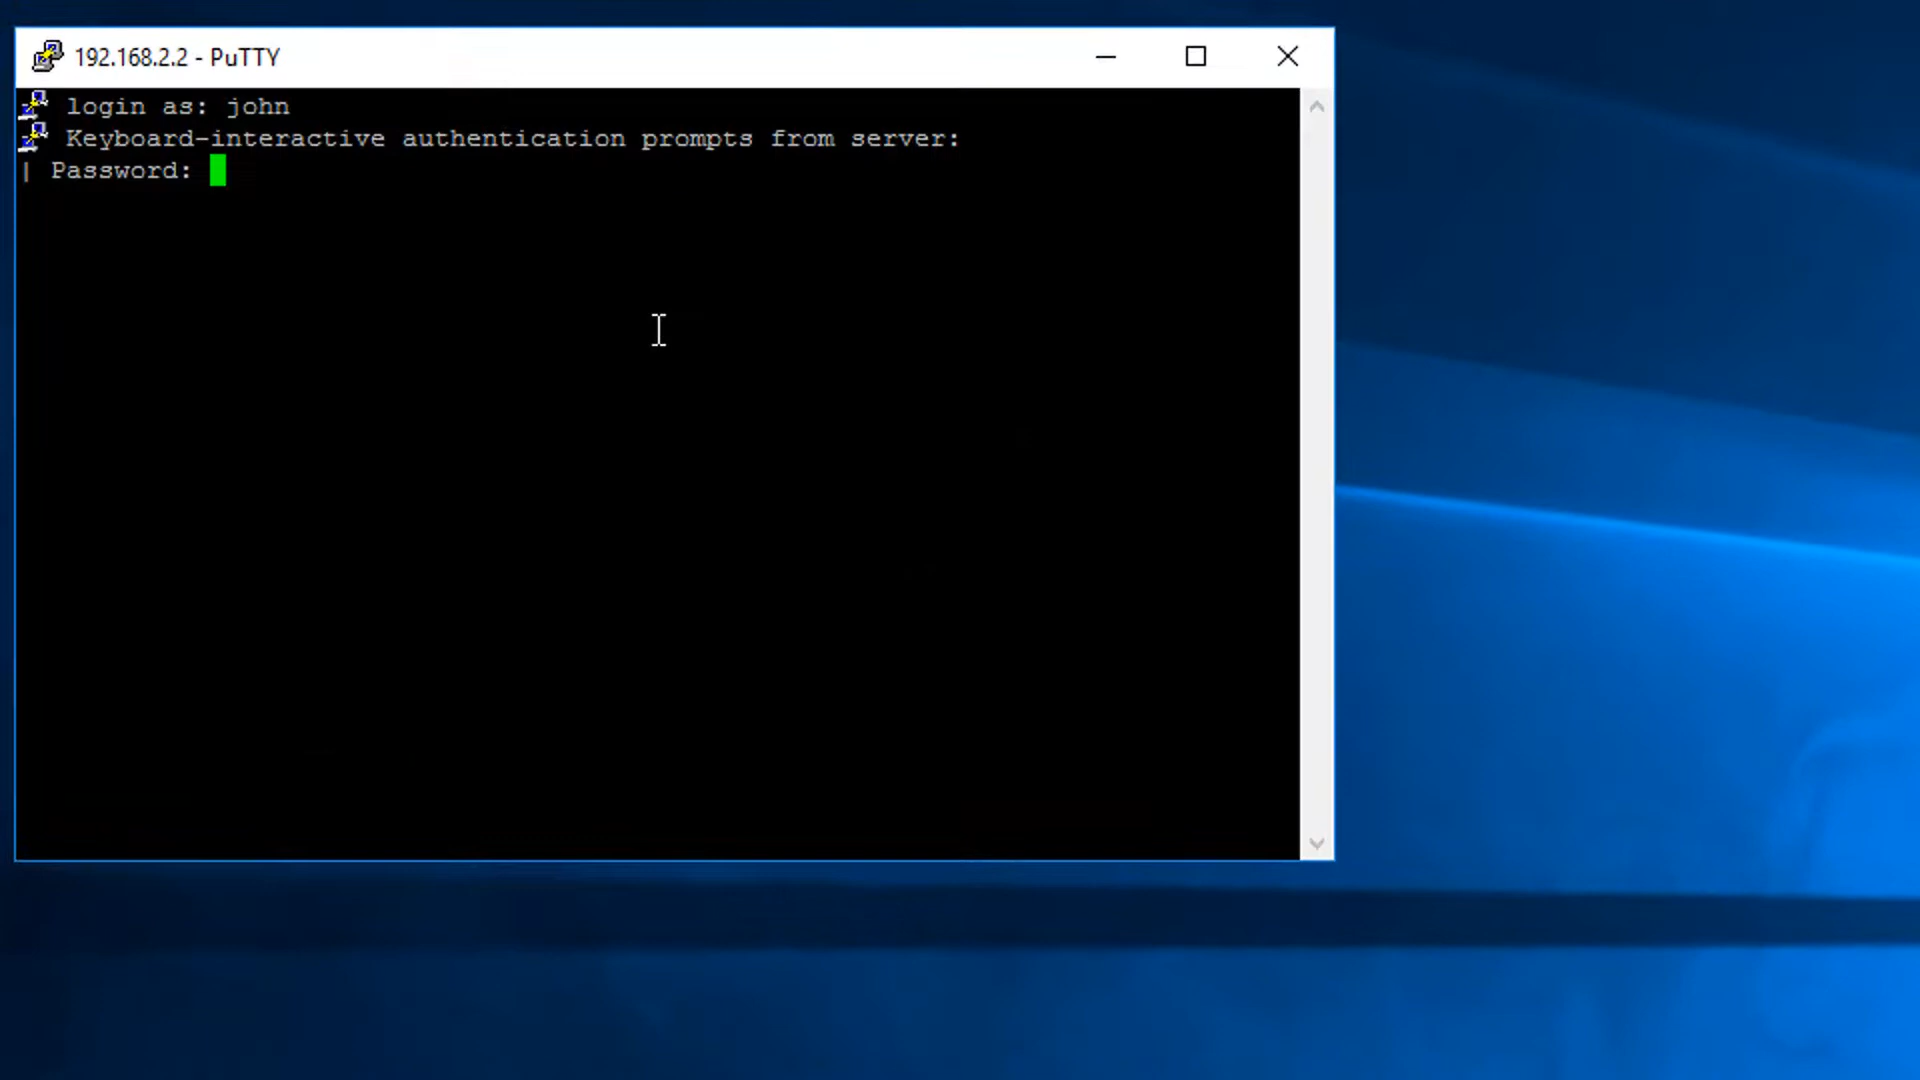 192.168.2.2 - PuTTY
login as: john
Keyboard-interactive authentication prompts from server:
| Password: